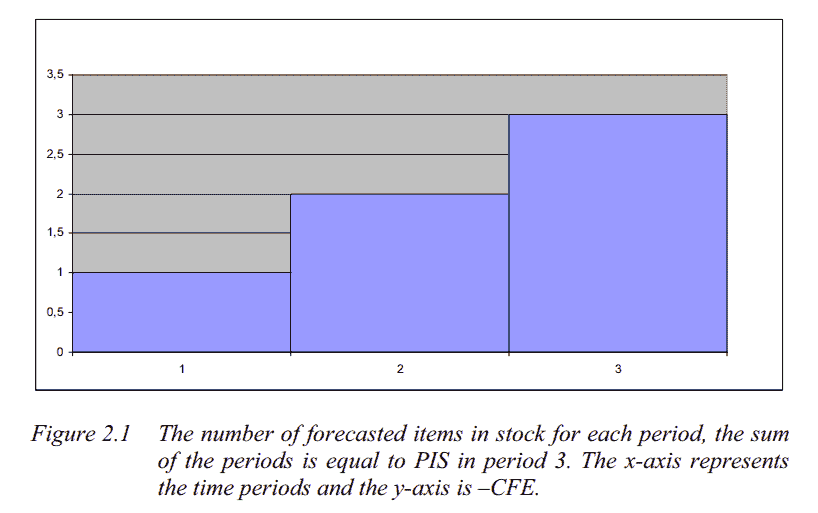 3,5
3
2,5
2
1,5
1
0,5
0
1 2 3
Figure 2.1 The number of forecasted items in stock for each period, the sum
of the periods is equal to PIS in period 3. The x-axis represents
the time periods and the y-axis is –CFE.